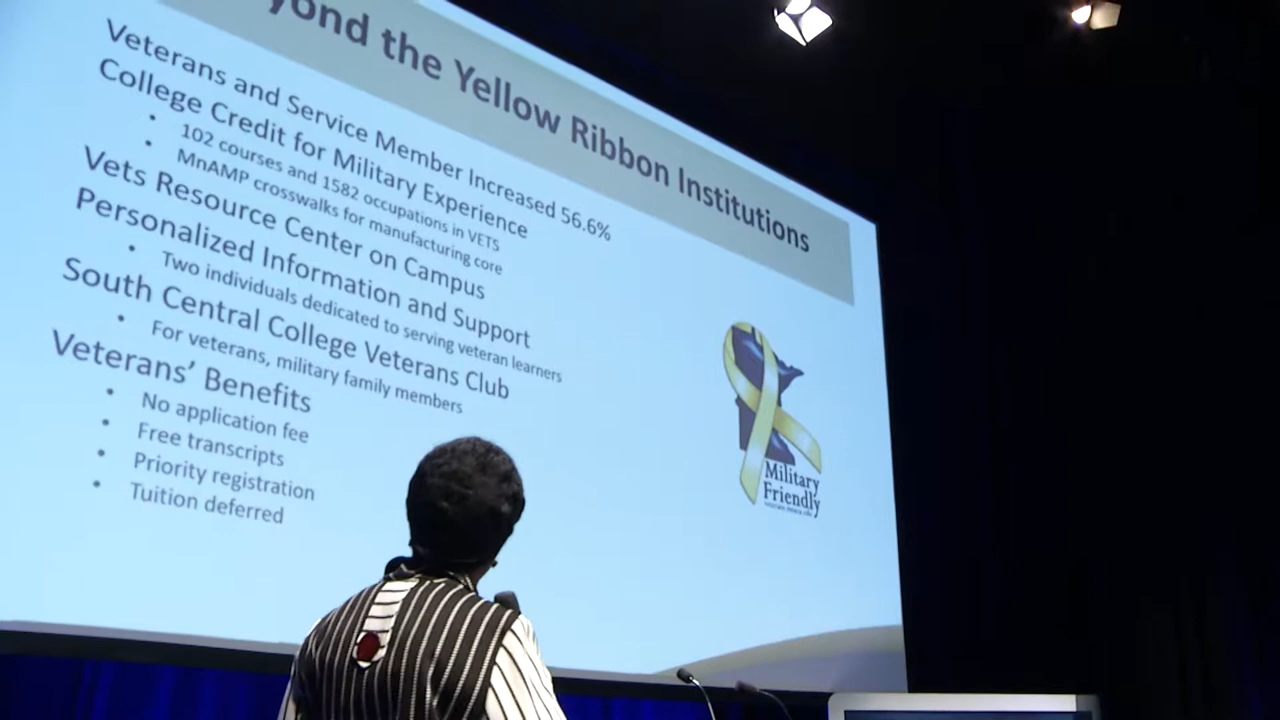 yond the Yellow Ribbon Institutions
Veterans and Service Member Increased 56.6%
College Credit for Military Experience
• 102 courses and 1582 occupations in VETS
• MnAMP crosswalks for manufacturing core
Vets Resource Center on Campus
Personalized Information and Support
• Two individuals dedicated to serving veteran learners
South Central College Veterans Club
• For veterans, military family members
Veterans' Benefits
• No application fee
• Free transcripts
• Priority registration
• Tuition deferred
Military
Friendly